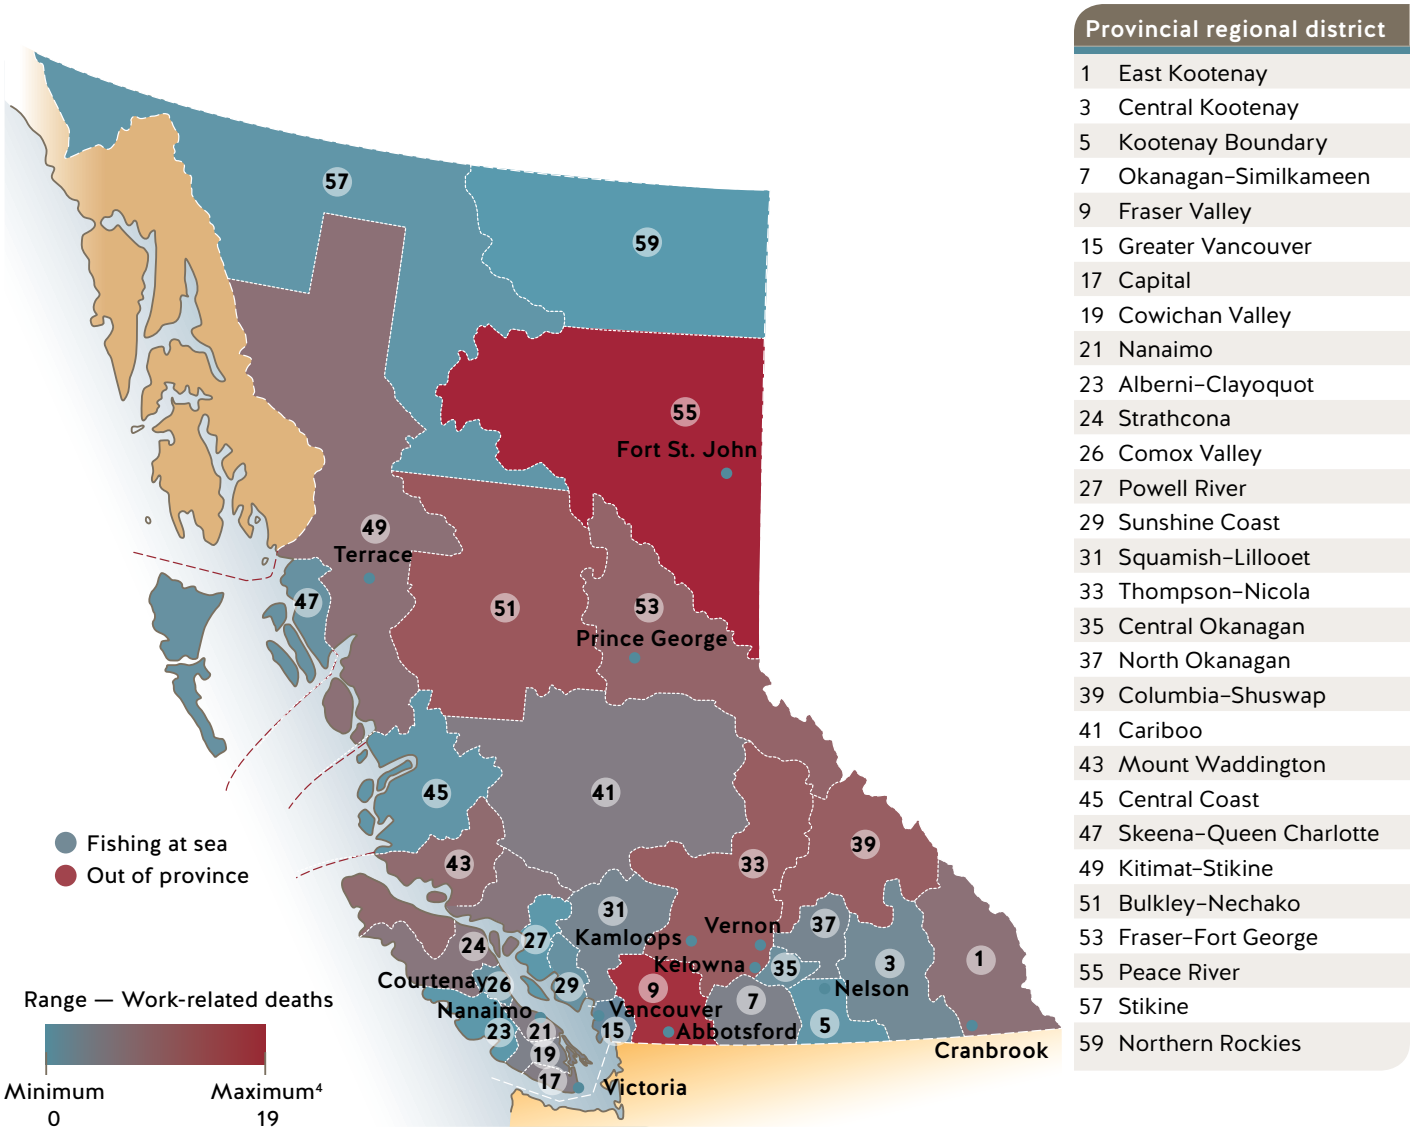 Provincial regional district
1 East Kootenay
3 Central Kootenay
5 Kootenay Boundary
7 Okanagan–Similkameen
9 Fraser Valley
15 Greater Vancouver
17 Capital
19 Cowichan Valley
21 Nanaimo
23 Alberni–Clayoquot
24 Strathcona
26 Comox Valley
27 Powell River
29 Sunshine Coast
31 Squamish–Lillooet
33 Thompson–Nicola
35 Central Okanagan
37 North Okanagan
39 Columbia–Shuswap
41 Cariboo
43 Mount Waddington
45 Central Coast
47 Skeena–Queen Charlotte
49 Kitimat–Stikine
51 Bulkley–Nechako
53 Fraser–Fort George
55 Peace River
57 Stikine
59 Northern Rockies
57
59
55
Fort St. John
49
Terrace
47
51
53
Prince George
45
41
43
39
33
31
Kamloops
Vernon
37
24
27
Kelowna
35
3
1
Courtenay
26
29
9
7
Nelson
Nanaimo
Vancouver
23
21
15
Abbotsford
5
19
Cranbrook
17
Victoria
Fishing at sea
Out of province
Range — Work-related deaths
Minimum
Maximum⁴
0
19